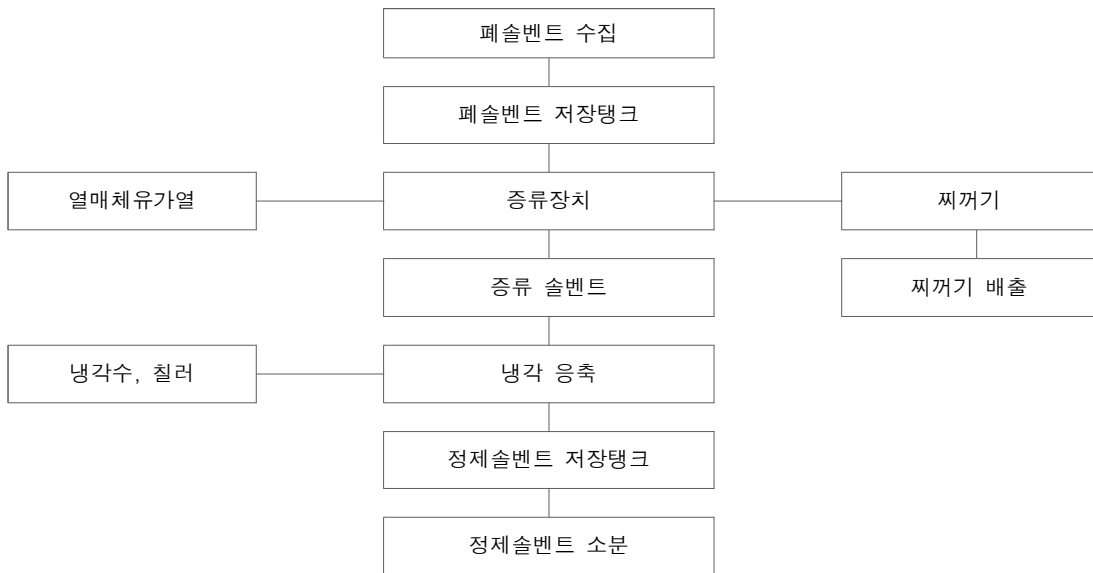 폐솔벤트 수집
폐솔벤트 저장탱크
열매체유가열
증류장치
찌꺼기
증류 솔벤트
찌꺼기 배출
냉각수, 칠러
냉각 응축
정제솔벤트 저장탱크
정제솔벤트 소분